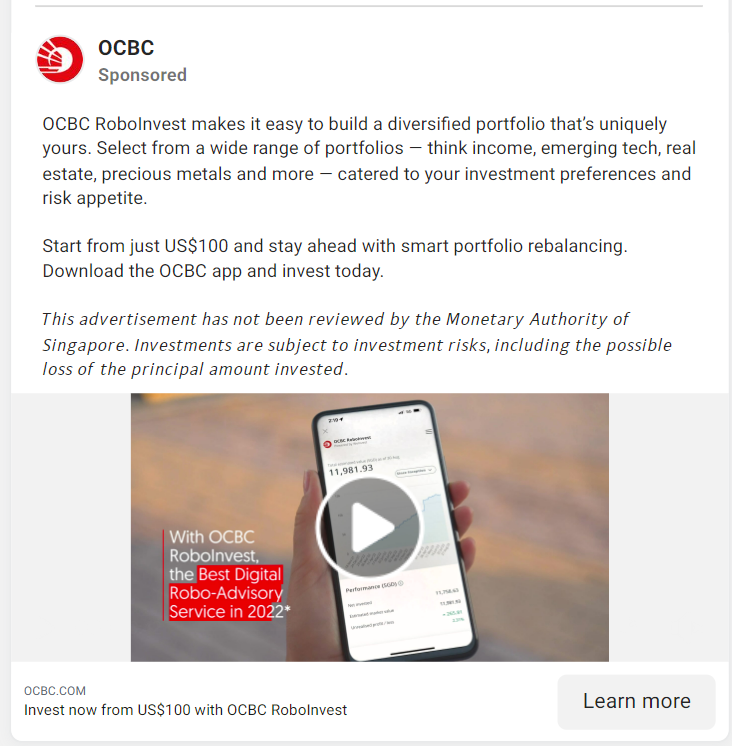 OCBC
Sponsored
OCBC RoboInvest makes it easy to build a diversified portfolio that's uniquely
yours. Select from a wide range of portfolios — think income, emerging tech, real
estate, precious metals and more — catered to your investment preferences and
risk appetite.
Start from just US$100 and stay ahead with smart portfolio rebalancing.
Download the OCBC app and invest today.
This advertisement has not been reviewed by the Monetary Authority of
Singapore. Investments are subject to investment risks, including the possible
loss of the principal amount invested.
2:10
OCBC RoboInvest
11,981.93
With OCBC
RoboInvest,
the Best Digital
Robo-Advisory
Service in 2022*
Performance (SGD)
Net invested
11,758.63
Estimated market value
11,981.93
Unrealised profit / loss
OCBC.COM
Invest now from US$100 with OCBC RoboInvest
Learn more